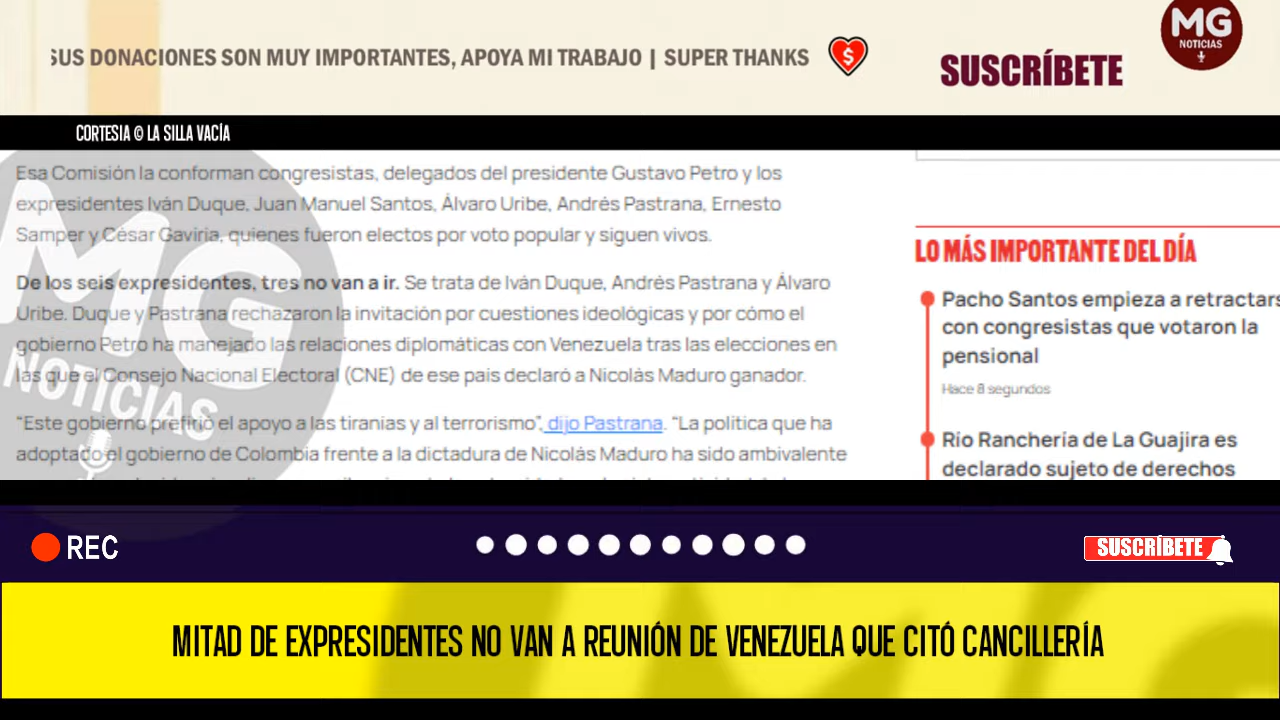 SUS DONACIONES SON MUY IMPORTANTES, APOYA MI TRABAJO | SUPER THANKS
SUSCRÍBETE
MG
NOTICIAS
CORTESIA © LA SILLA VACÍA
Esa Comisión la conforman congresistas, delegados del presidente Gustavo Petro y los
expresidentes Iván Duque, Juan Manuel Santos, Álvaro Uribe, Andrés Pastrana, Ernesto
Samper y César Gaviria, quienes fueron electos por voto popular y siguen vivos.
De los seis expresidentes, tres no van a ir. Se trata de Iván Duque, Andrés Pastrana y Álvaro
Uribe. Duque y Pastrana rechazaron la invitación por cuestiones ideológicas y por cómo el
gobierno Petro ha manejado las relaciones diplomáticas con Venezuela tras las elecciones en
las que el Consejo Nacional Electoral (CNE) de ese país declaró a Nicolás Maduro ganador.
“Este gobierno prefirió el apoyo a las tiranías y al terrorismo”, dijo Pastrana. “La política que ha
adoptado el gobierno de Colombia frente a la dictadura de Nicolás Maduro ha sido ambivalente
MG
NOTICIAS
LO MÁS IMPORTANTE DEL DÍA
Pacho Santos empieza a retractars
con congresistas que votaron la
pensional
Hace 8 segundos
Río Ranchería de La Guajira es
declarado sujeto de derechos
REC
SUSCRÍBETE
MITAD DE EXPRESIDENTES NO VAN A REUNIÓN DE VENEZUELA QUE CITÓ CANCILLERÍA